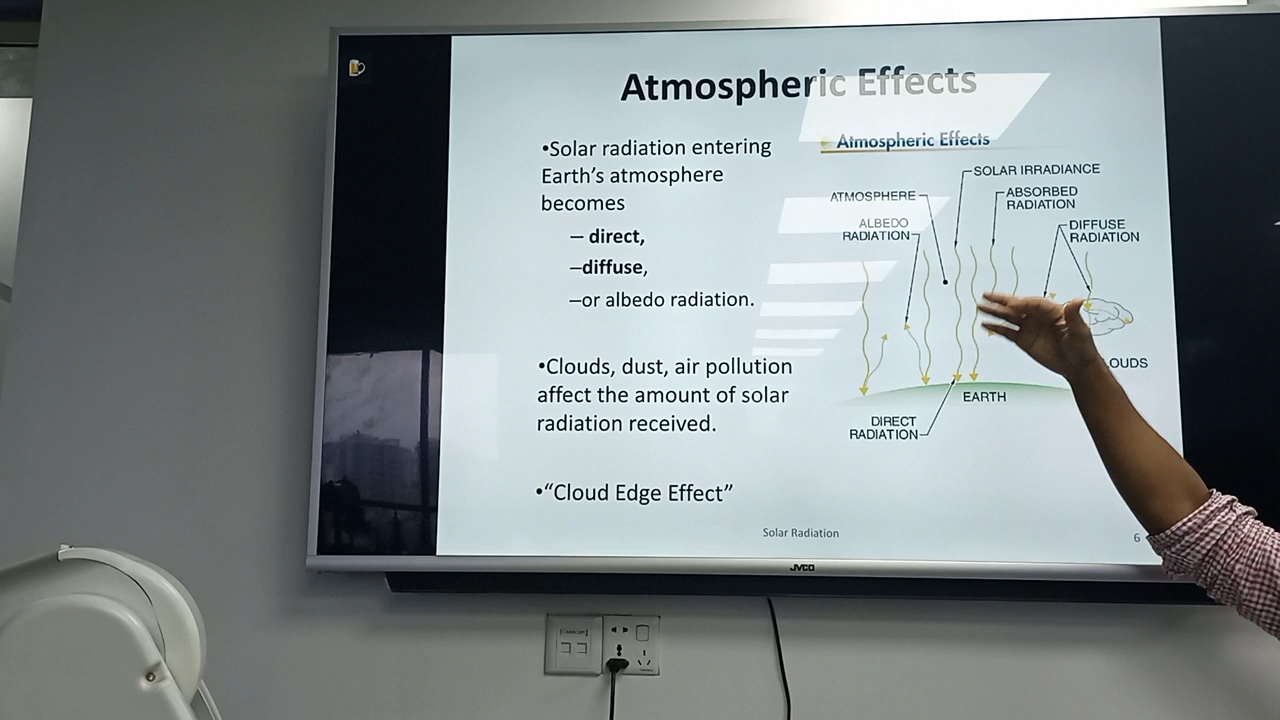 Atmospheric Effects
•Solar radiation entering
Earth's atmosphere
becomes
– direct,
–diffuse,
–or albedo radiation.
•Clouds, dust, air pollution
affect the amount of solar
radiation received.
•“Cloud Edge Effect”
Atmospheric Effects
SOLAR IRRADIANCE
ATMOSPHERE
ABSORBED
RADIATION
ALBEDO
RADIATION
DIFFUSE
RADIATION
LOUDS
EARTH
DIRECT
RADIATION
Solar Radiation
6
JVCO